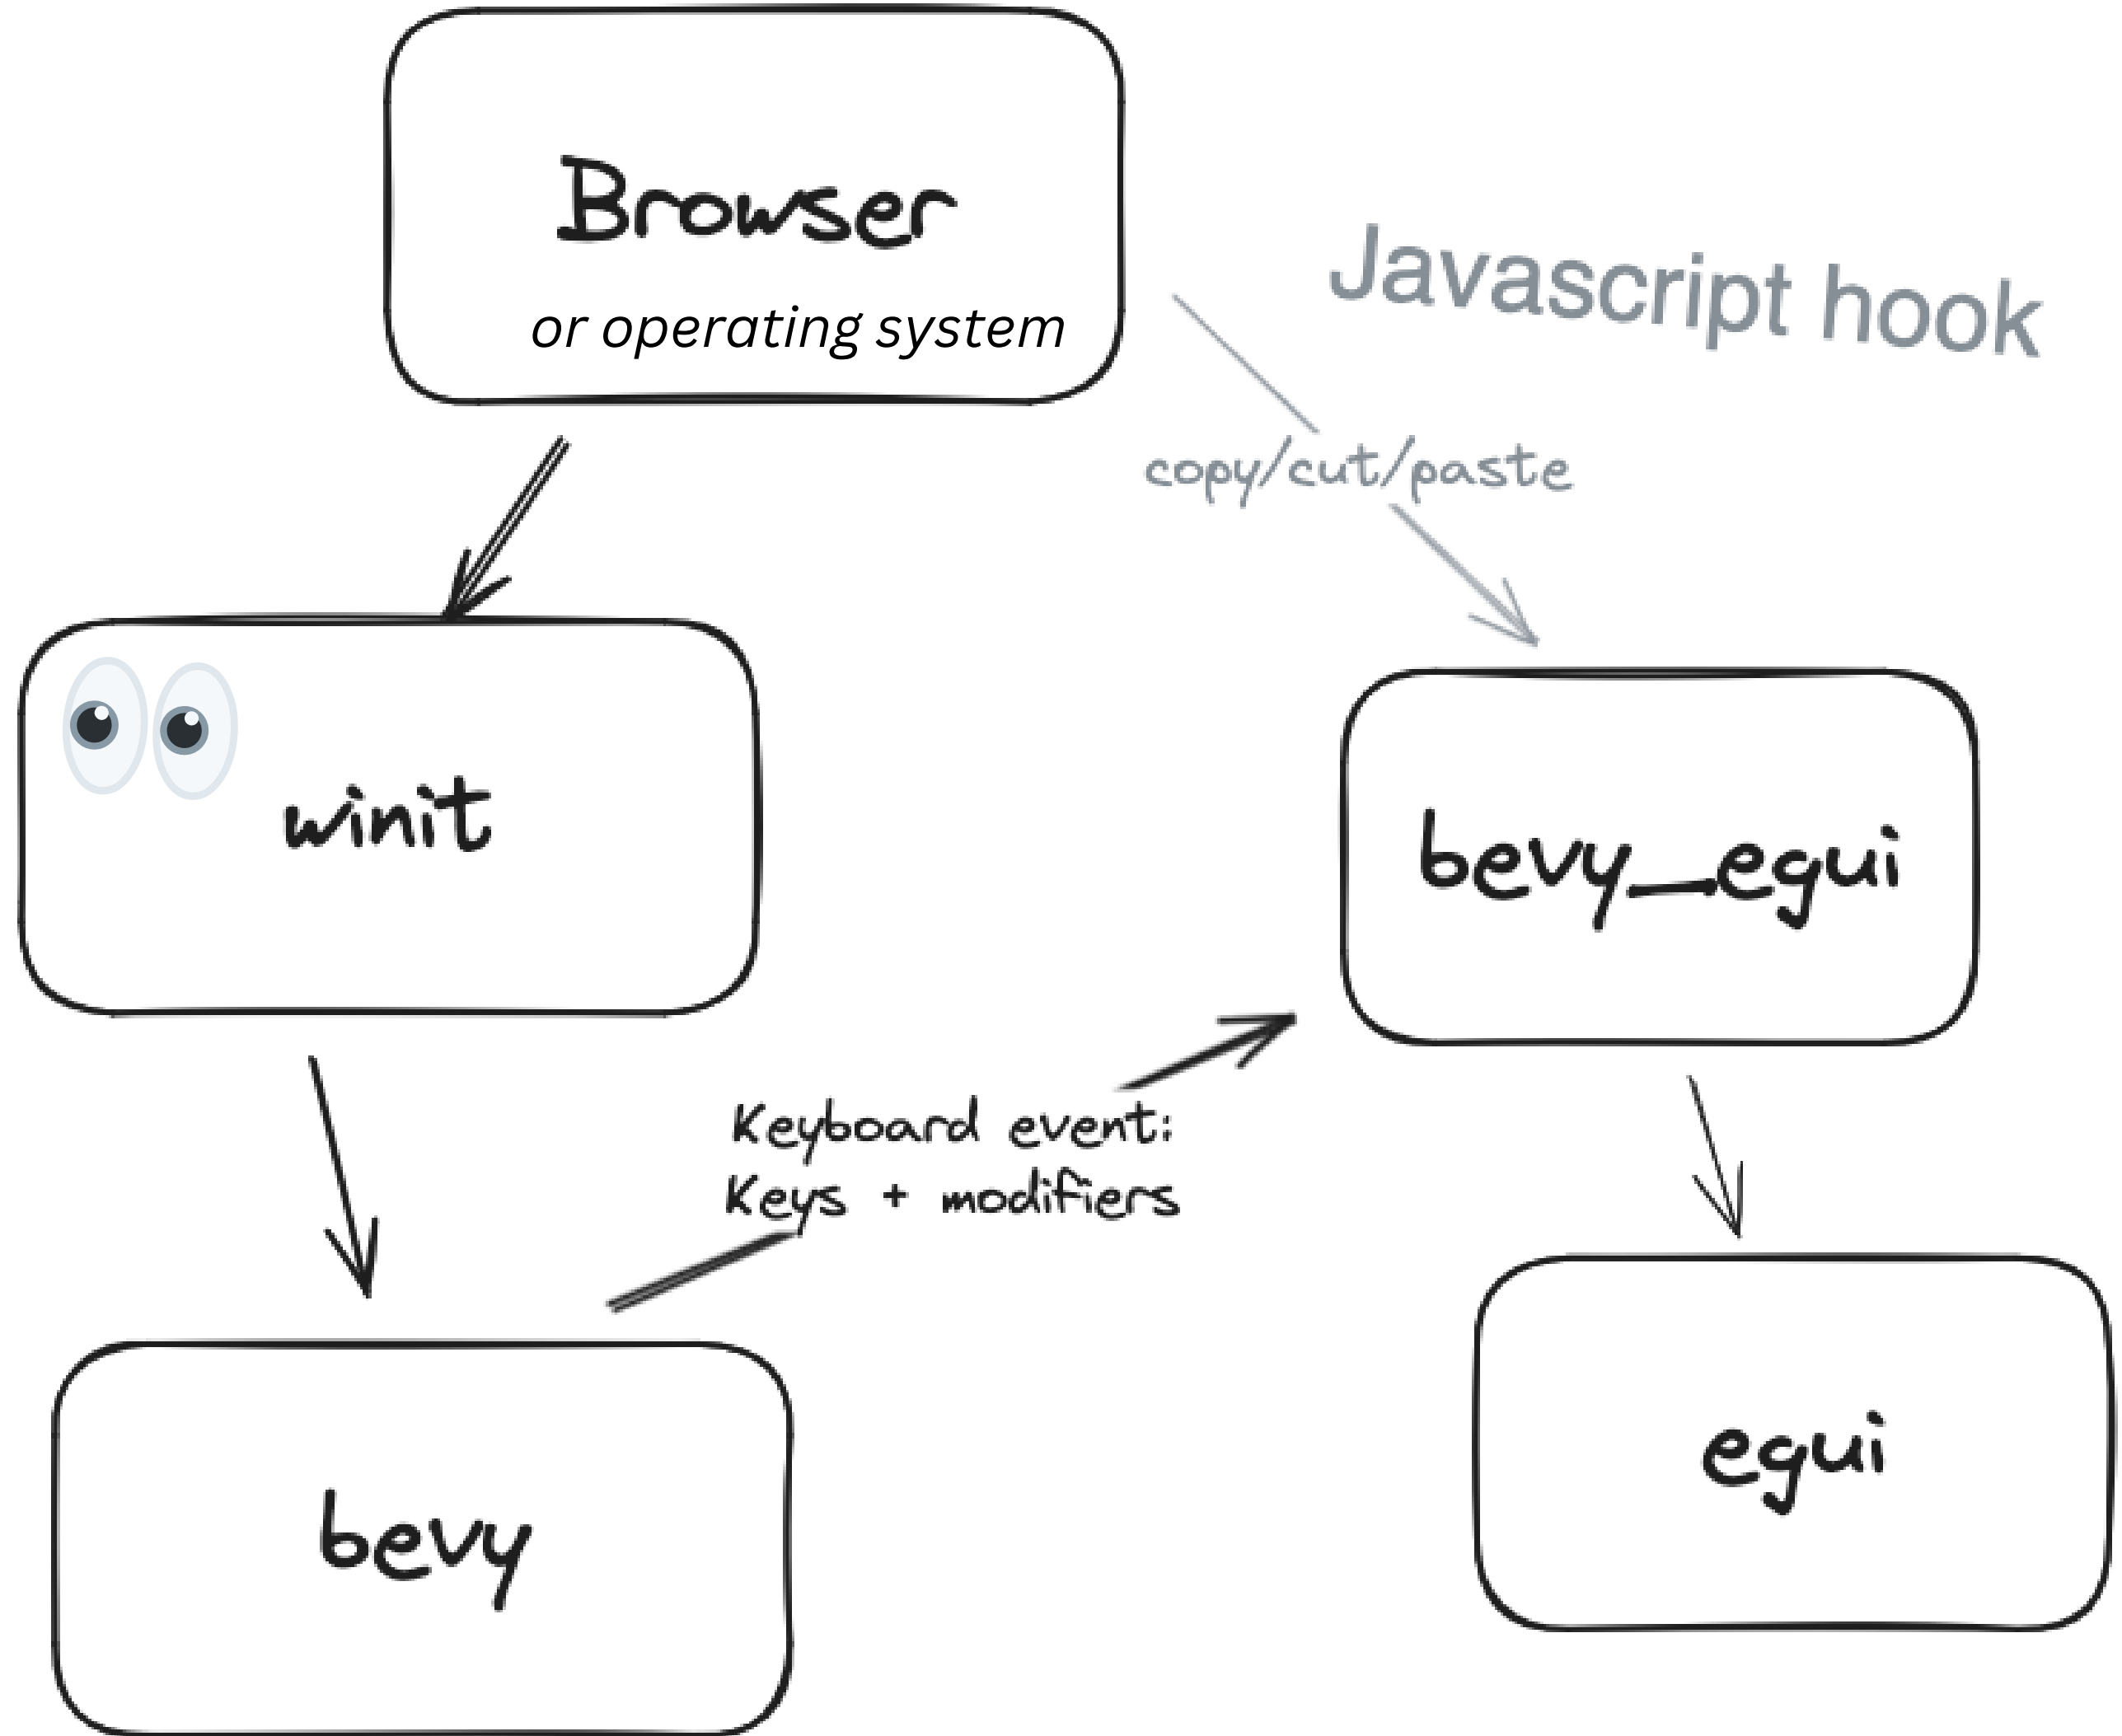 Browser
or operating system
Javascript hook
copy/cut/paste
winit
bevy_egui
Keyboard event:
Keys + modifiers
egui
bevy